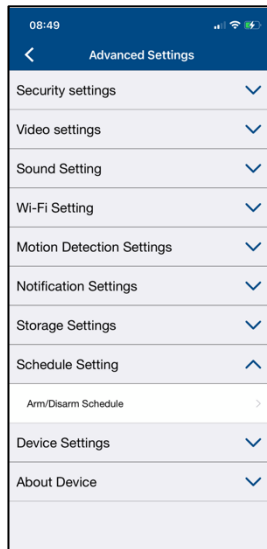 08:49
Advanced Settings
Security settings
Video settings
Sound Setting
Wi-Fi Setting
Motion Detection Settings
Notification Settings
Storage Settings
Schedule Setting
Arm/Disarm Schedule
Device Settings
About Device